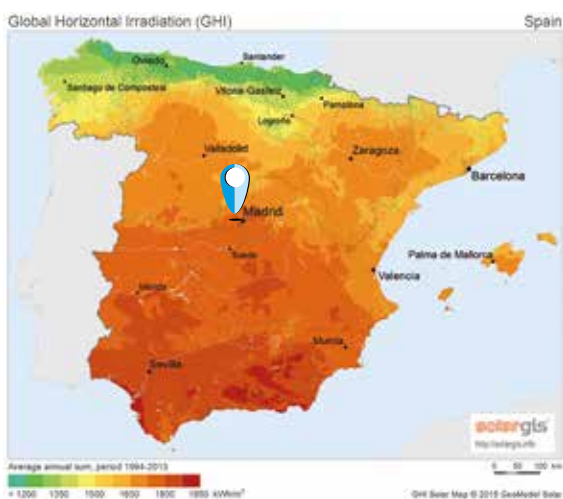 Global Horizontal Irradiation (GHI) Spain
Oviedo
Santander
Santiago de Compostela
Vitoria-Gasteiz
Pamplona
Logroño
Valladolid
Zaragoza
Barcelona
Madrid
Toledo
Palma de Mallorca
Valencia
Mérida
Murcia
Sevilla
solargis
http://solargis.info
Average annual sum, period 1994-2013
0 50 100 km
< 1200 1350 1500 1650 1800 1950 kWh/m²
GHI Solar Map © 2015 GeoModel Solar